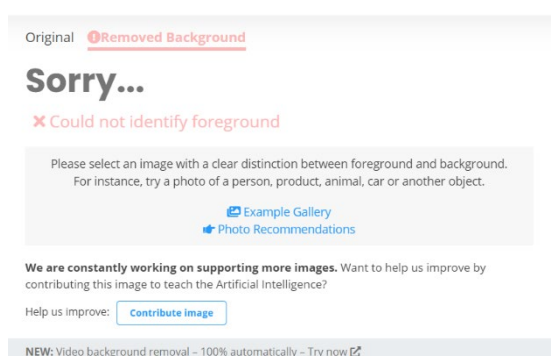 Original Removed Background
Sorry...
Could not identify foreground
Please select an image with a clear distinction between foreground and background.
For instance, try a photo of a person, product, animal, car or another object.
Example Gallery
Photo Recommendations
We are constantly working on supporting more images. Want to help us improve by
contributing this image to teach the Artificial Intelligence?
Help us improve: Contribute image
NEW: Video background removal – 100% automatically – Try now